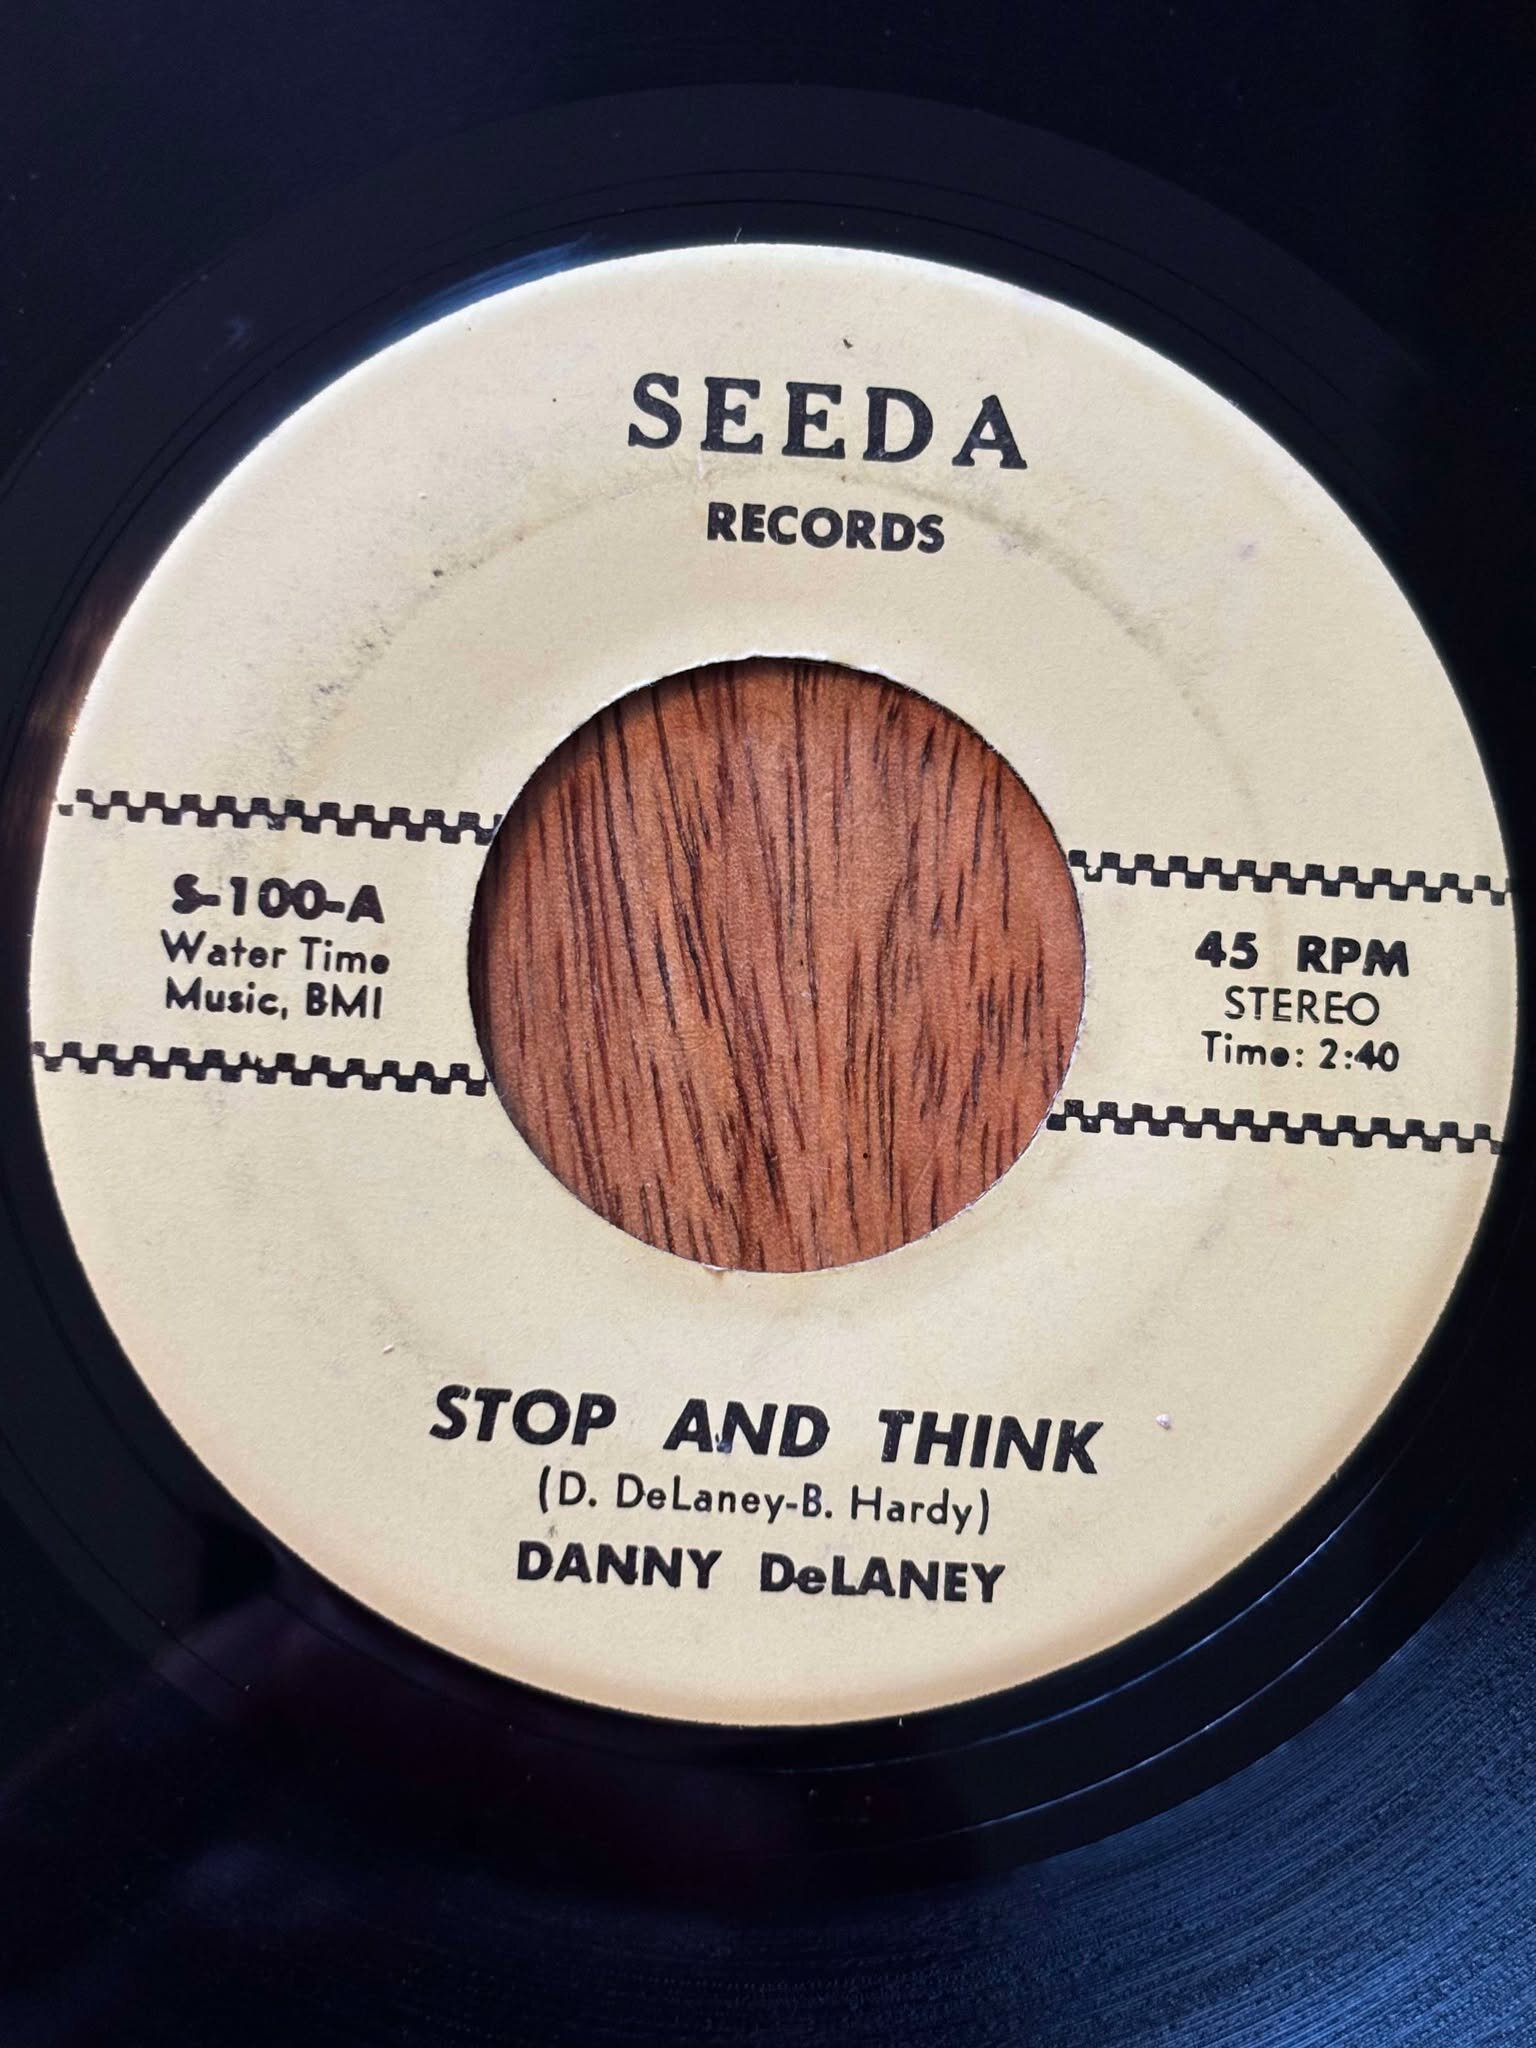 SEEDA
RECORDS
S-100-A
Water Time
Music, BMI
45 RPM
STEREO
Time: 2:40
STOP AND THINK
(D. DeLaney-B. Hardy)
DANNY DeLANEY